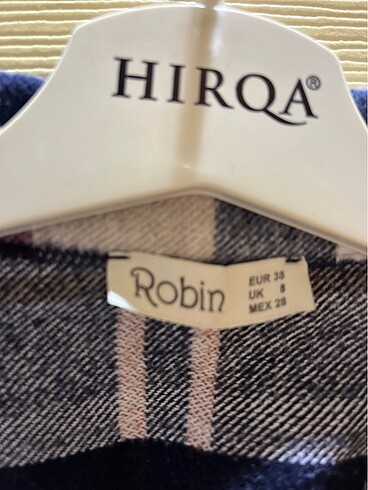 HIRQA®
Robin
EUR 38
UK 8
MEX 28